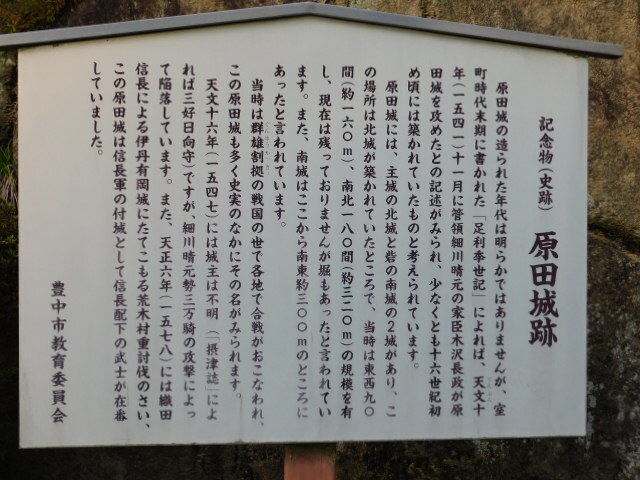 記念物(史跡) 原田城跡
原田城の造られた年代は明らかではありませんが、室
町時代末期に書かれた「足利季世記」によれば、天文十
年(一五四一)十一月に管領細川晴元の家臣木沢長政が原
田城を攻めたとの記述がみられ、少なくとも十六世紀初
め頃には築かれていたものと考えられています。
原田城には、主城の北城と砦の南城の2城があり、こ
の場所は北城が築かれていたところで、当時は東西九〇
間(約一六〇m)、南北一八〇間(約三二〇m)の規模を有
し、現在は残っておりませんが堀もあったと言われてい
ます。また、南城はここから南東約三〇〇mのところに
あったと言われています。
当時は群雄割拠の戦国の世で各地で合戦がおこなわれ、
この原田城も多く史実のなかにその名がみられます。
天文十六年(一五四七)には城主は不明(「摂津誌」によ
れば三好日向守)ですが、細川晴元勢三万騎の攻撃によっ
て陥落しています。また、天正六年(一五七八)には織田
信長による伊丹有岡城にたてこもる荒木村重討伐のさい、
この原田城は信長軍の付城として信長配下の武士が在番
していました。
豊中市教育委員会